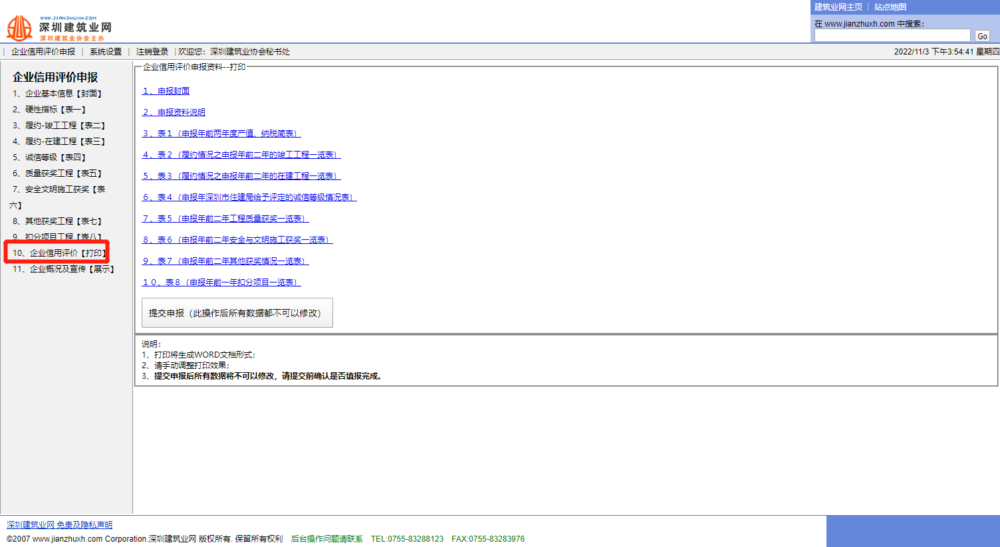 建筑业网主页 | 站点地图
WWW.JIANZHUXH.COM
深圳建筑业网
深圳建筑业协会主办
在 www.jianzhuxh.com 中搜索：
Go
| 企业信用评价申报 | 系统设置 | 注销登录 |欢迎您：深圳建筑业协会秘书处
2022/11/3 下午3:54:41 星期四
企业信用评价申报
1、企业基本信息【封面】
2、硬性指标【表一】
3、履约-竣工工程【表二】
4、履约-在建工程【表三】
5、诚信等级【表四】
6、质量获奖工程【表五】
7、安全文明施工获奖【表
六】
8、其他获奖工程【表七】
9、扣分项目工程【表八】
10、企业信用评价【打印】
11、企业概况及宣传【展示】
企业信用评价申报资料--打印
１、申报封面
２、申报资料说明
３、表１（申报年前两年度产值、纳税简表）
４、表２（履约情况之申报年前二年的竣工工程一览表）
５、表３（履约情况之申报年前二年的在建工程一览表）
６、表４（申报年深圳市住建局给予评定的诚信等级情况表）
７、表５（申报年前二年工程质量获奖一览表）
８、表６（申报年前二年安全与文明施工获奖一览表）
９、表７（申报年前二年其他获奖情况一览表）
１０、表８（申报年前一年扣分项目一览表）
提交申报（此操作后所有数据都不可以修改）
说明：
1、打印将生成WORD文档形式；
2、请手动调整打印效果；
3、提交申报后所有数据将不可以修改，请提交前确认是否填报完成。
深圳建筑业网 免责及隐私声明
©2007 www.jianzhuxh.com Corporation.深圳建筑业网 版权所有. 保留所有权利 后台操作问题请联系 TEL:0755-83288123 FAX:0755-83283976